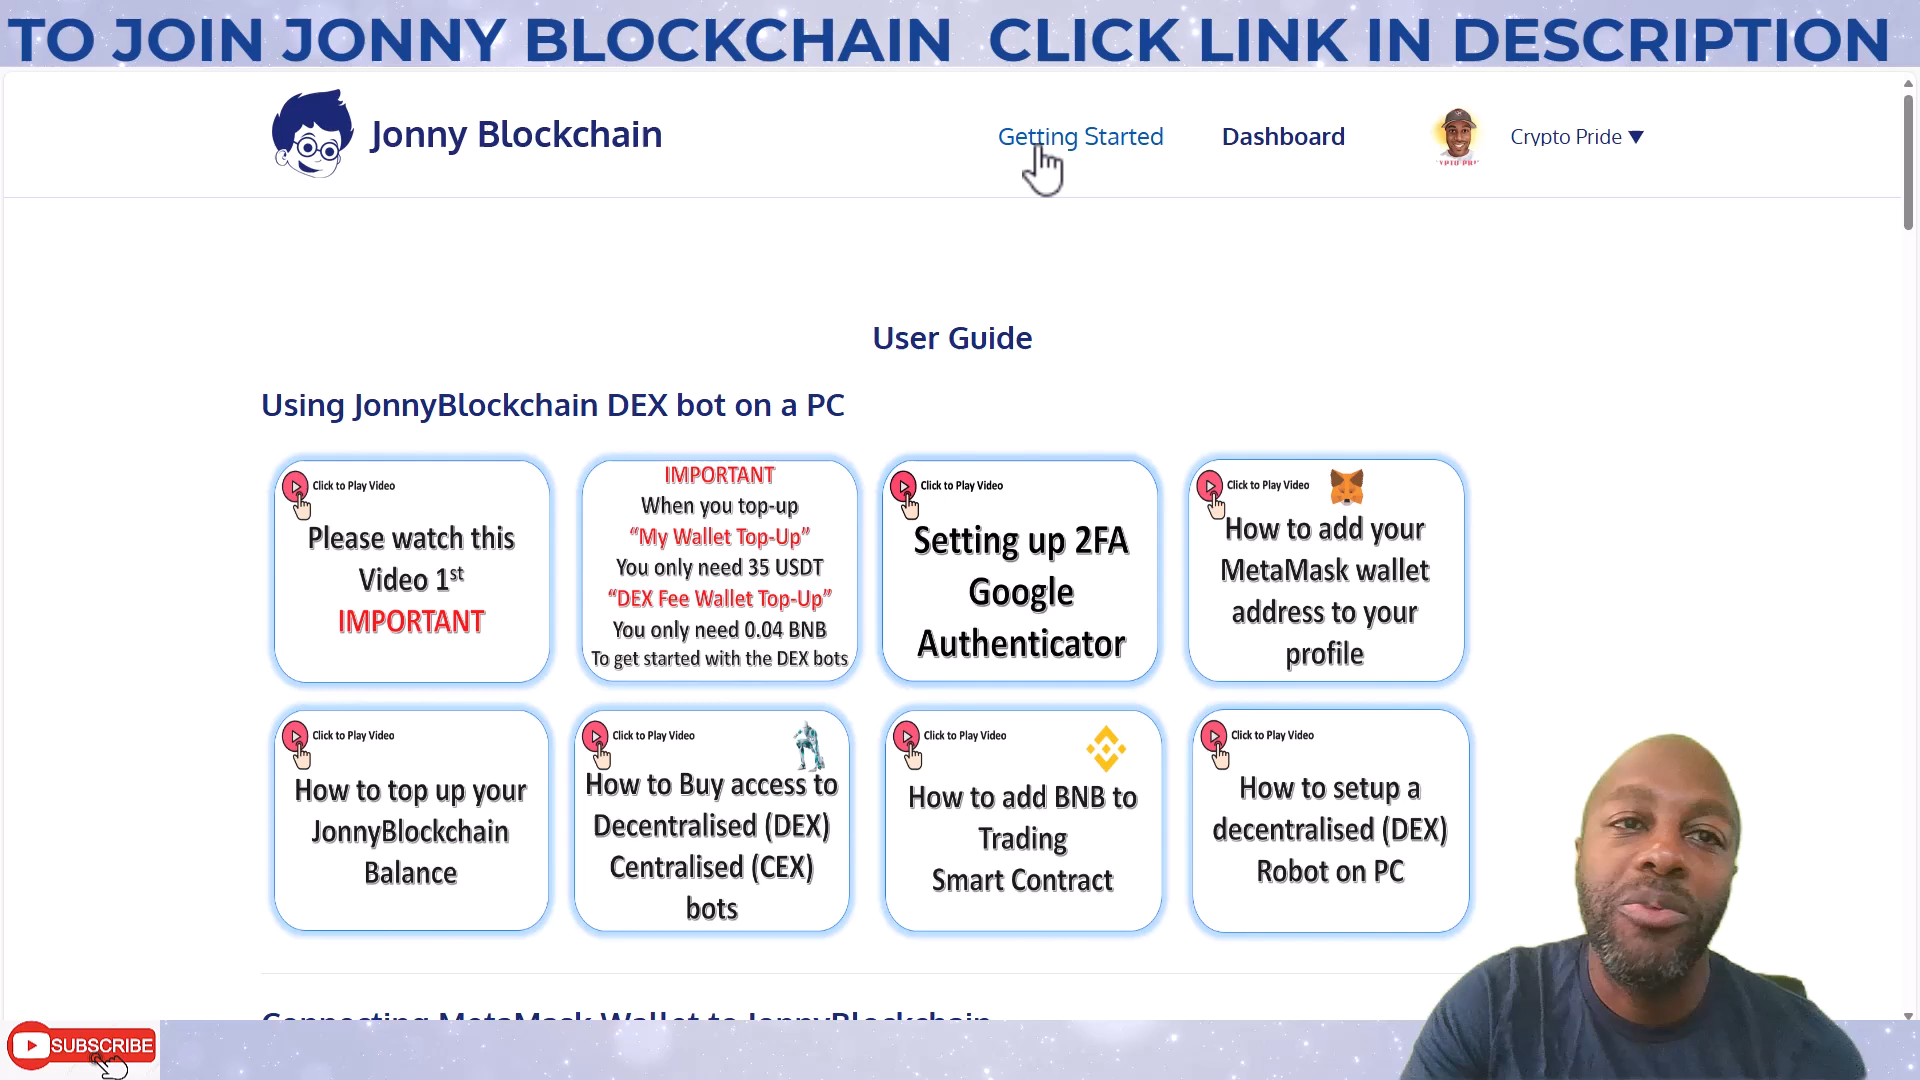 TO JOIN JONNY BLOCKCHAIN CLICK LINK IN DESCRIPTION
Jonny Blockchain
Getting Started
Dashboard
Crypto Pride
User Guide
Using JonnyBlockchain DEX bot on a PC
Click to Play Video
Please watch this
Video 1st
IMPORTANT
IMPORTANT
When you top-up
“My Wallet Top-Up”
You only need 35 USDT
“DEX Fee Wallet Top-Up”
You only need 0.04 BNB
To get started with the DEX bots
Click to Play Video
Setting up 2FA
Google
Authenticator
Click to Play Video
How to add your
MetaMask wallet
address to your
profile
Click to Play Video
How to top up your
JonnyBlockchain
Balance
Click to Play Video
How to Buy access to
Decentralised (DEX)
Centralised (CEX)
bots
Click to Play Video
How to add BNB to
Trading
Smart Contract
Click to Play Video
How to setup a
decentralised (DEX)
Robot on PC
Connecting MetaMask Wallet to JonnyBlockchain
SUBSCRIBE